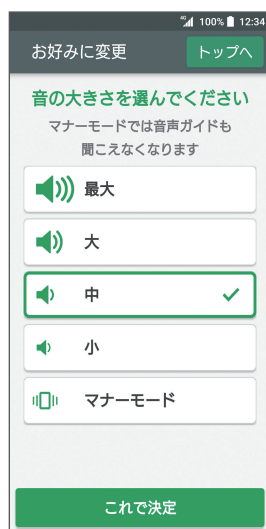 4G 100% 12:34
お好みに変更 トップへ
音の大きさを選んでください
マナーモードでは音声ガイドも
聞こえなくなります
最大
大
中
小
マナーモード
これで決定